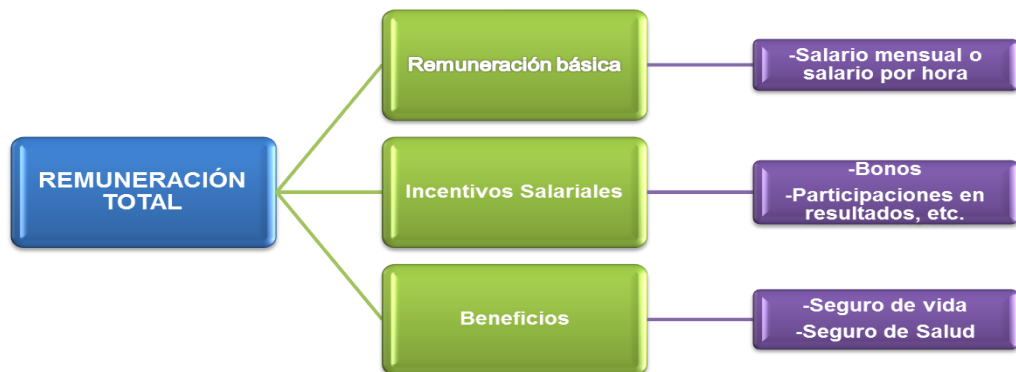 REMUNERACIÓN
TOTAL
Remuneración básica
-Salario mensual o
salario por hora
Incentivos Salariales
-Bonos
-Participaciones en
resultados, etc.
Beneficios
-Seguro de vida
-Seguro de Salud